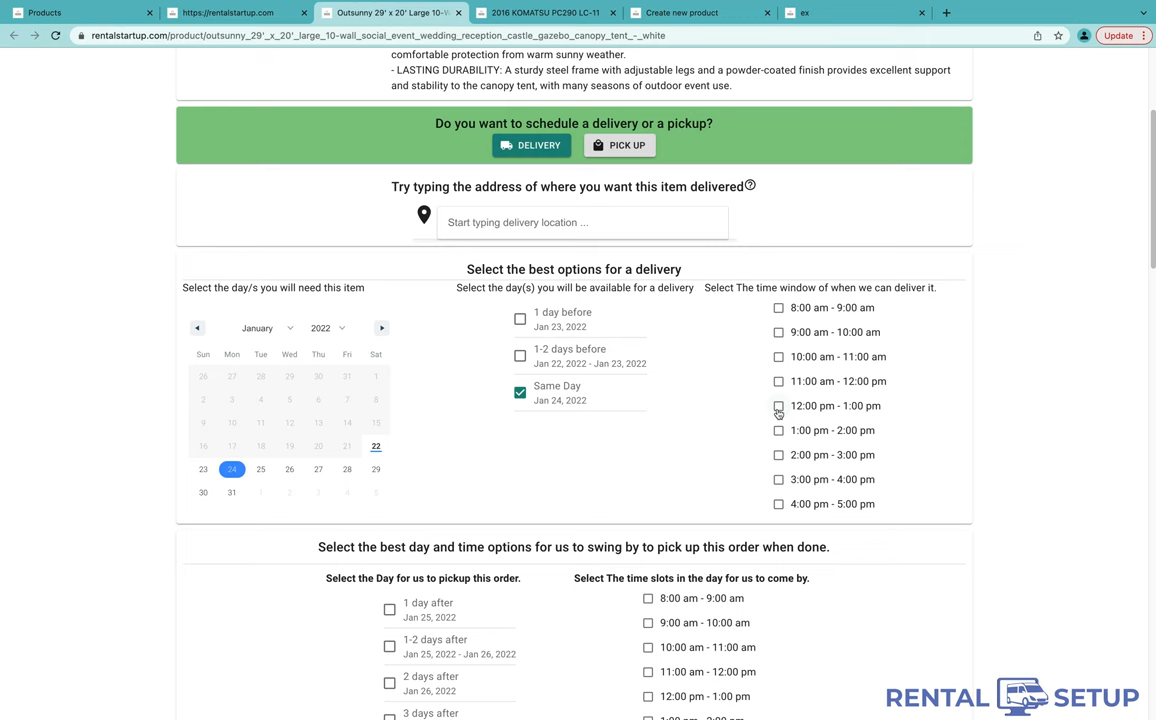 Products
https://rentalstartup.com
Outsunny 29' x 20' Large 10-W
2016 KOMATSU PC290 LC-11
Create new product
ex
rentalstartup.com/product/outsunny_29'_x_20'_large_10-wall_social_event_wedding_reception_castle_gazebo_canopy_tent_-_white
Update
comfortable protection from warm sunny weather.
- LASTING DURABILITY: A sturdy steel frame with adjustable legs and a powder-coated finish provides excellent support
and stability to the canopy tent, with many seasons of outdoor event use.
Do you want to schedule a delivery or a pickup?
DELIVERY
PICK UP
Try typing the address of where you want this item delivered
Start typing delivery location ...
Select the best options for a delivery
Select the day/s you will need this item
January 2022
Sun Mon Tue Wed Thu Fri Sat
26 27 28 29 30 31 1
2 3 4 5 6 7 8
9 10 11 12 13 14 15
16 17 18 19 20 21 22
23 24 25 26 27 28 29
30 31 1 2 3 4 5
Select the day(s) you will be available for a delivery
1 day before
Jan 23, 2022
1-2 days before
Jan 22, 2022 - Jan 23, 2022
Same Day
Jan 24, 2022
Select The time window of when we can deliver it.
8:00 am - 9:00 am
9:00 am - 10:00 am
10:00 am - 11:00 am
11:00 am - 12:00 pm
12:00 pm - 1:00 pm
1:00 pm - 2:00 pm
2:00 pm - 3:00 pm
3:00 pm - 4:00 pm
4:00 pm - 5:00 pm
Select the best day and time options for us to swing by to pick up this order when done.
Select the Day for us to pickup this order.
1 day after
Jan 25, 2022
1-2 days after
Jan 25, 2022 - Jan 26, 2022
2 days after
Jan 26, 2022
3 days after
Select The time slots in the day for us to come by.
8:00 am - 9:00 am
9:00 am - 10:00 am
10:00 am - 11:00 am
11:00 am - 12:00 pm
12:00 pm - 1:00 pm
RENTAL SETUP